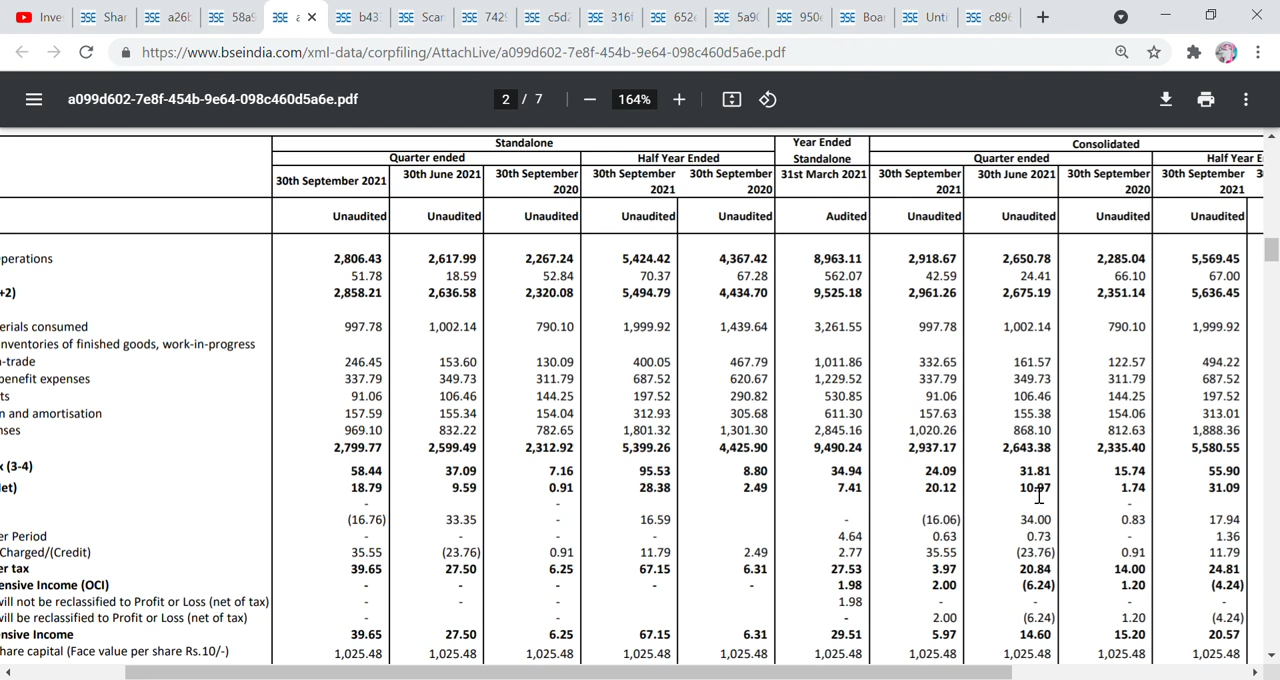 Inve
Shar
a26b
58a9
a
b43
Scar
742
c5d
316f
652
5a90
950
Boar
Unti
c896
https://www.bseindia.com/xml-data/corpfiling/AttachLive/a099d602-7e8f-454b-9e64-098c460d5a6e.pdf
a099d602-7e8f-454b-9e64-098c460d5a6e.pdf 2 / 7 164%
Standalone Year Ended Consolidated
Quarter ended Half Year Ended Standalone Quarter ended Half Year E
30th September 2021 30th June 2021 30th September 2020 30th September 2021 30th September 2020 31st March 2021 30th September 2021 30th June 2021 30th September 2020 30th September 2021 3
Unaudited Unaudited Unaudited Unaudited Unaudited Audited Unaudited Unaudited Unaudited Unaudited
perations 2,806.43 2,617.99 2,267.24 5,424.42 4,367.42 8,963.11 2,918.67 2,650.78 2,285.04 5,569.45
51.78 18.59 52.84 70.37 67.28 562.07 42.59 24.41 66.10 67.00
+2) 2,858.21 2,636.58 2,320.08 5,494.79 4,434.70 9,525.18 2,961.26 2,675.19 2,351.14 5,636.45
erials consumed 997.78 1,002.14 790.10 1,999.92 1,439.64 3,261.55 997.78 1,002.14 790.10 1,999.92
nventories of finished goods, work-in-progress
-trade 246.45 153.60 130.09 400.05 467.79 1,011.86 332.65 161.57 122.57 494.22
benefit expenses 337.79 349.73 311.79 687.52 620.67 1,229.52 337.79 349.73 311.79 687.52
ts 91.06 106.46 144.25 197.52 290.82 530.85 91.06 106.46 144.25 197.52
n and amortisation 157.59 155.34 154.04 312.93 305.68 611.30 157.63 155.38 154.06 313.01
nses 969.10 832.22 782.65 1,801.32 1,301.30 2,845.16 1,020.26 868.10 812.63 1,888.36
2,799.77 2,599.49 2,312.92 5,399.26 4,425.90 9,490.24 2,937.17 2,643.38 2,335.40 5,580.55
x (3-4) 58.44 37.09 7.16 95.53 8.80 34.94 24.09 31.81 15.74 55.90
et) 18.79 9.59 0.91 28.38 2.49 7.41 20.12 10.97 1.74 31.09
- - -
(16.76) 33.35 - 16.59 - (16.06) 34.00 0.83 17.94
er Period - - - - 4.64 0.63 0.73 - 1.36
Charged/(Credit) 35.55 (23.76) 0.91 11.79 2.49 2.77 35.55 (23.76) 0.91 11.79
er tax 39.65 27.50 6.25 67.15 6.31 27.53 3.97 20.84 14.00 24.81
ensive Income (OCI) - - - - - 1.98 2.00 (6.24) 1.20 (4.24)
will not be reclassified to Profit or Loss (net of tax) - - - 1.98 - - - -
will be reclassified to Profit or Loss (net of tax) - - - 2.00 (6.24) 1.20 (4.24)
ensive Income 39.65 27.50 6.25 67.15 6.31 29.51 5.97 14.60 15.20 20.57
hare capital (Face value per share Rs.10/-) 1,025.48 1,025.48 1,025.48 1,025.48 1,025.48 1,025.48 1,025.48 1,025.48 1,025.48 1,025.48